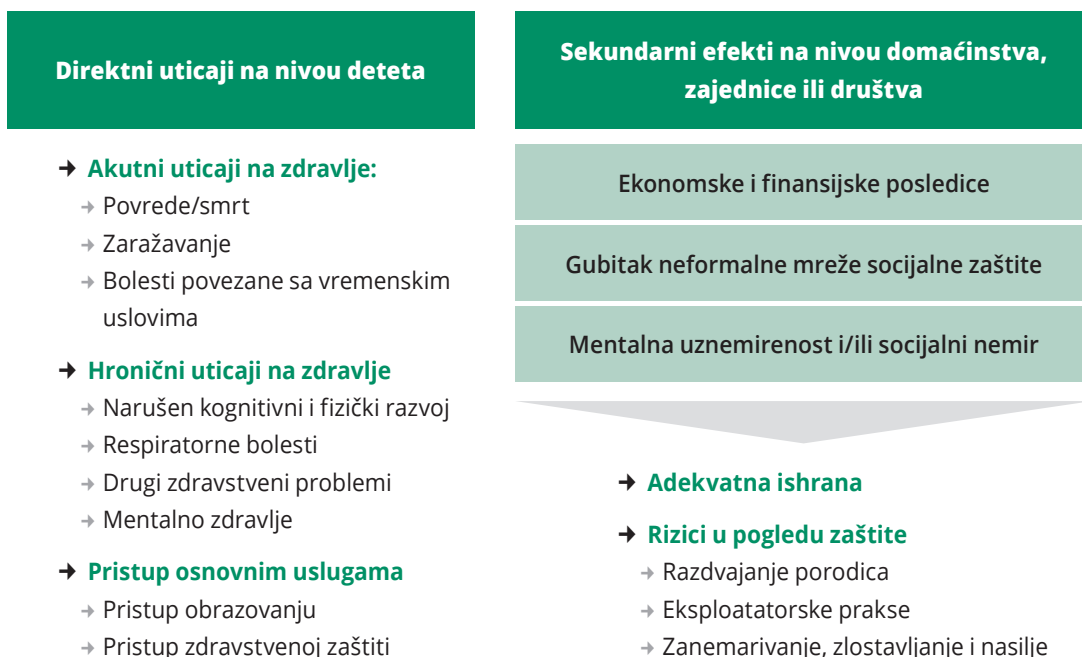 Direktni uticaji na nivou deteta
→ Akutni uticaji na zdravlje:
→ Povrede/smrt
→ Zaražavanje
→ Bolesti povezane sa vremenskim
uslovima
→ Hronični uticaji na zdravlje
→ Narušen kognitivni i fizički razvoj
→ Respiratorne bolesti
→ Drugi zdravstveni problemi
→ Mentalno zdravlje
→ Pristup osnovnim uslugama
→ Pristup obrazovanju
→ Pristup zdravstvenoj zaštiti
Sekundarni efekti na nivou domaćinstva,
zajednice ili društva
Ekonomske i finansijske posledice
Gubitak neformalne mreže socijalne zaštite
Mentalna uznemirenost i/ili socijalni nemir
→ Adekvatna ishrana
→ Rizici u pogledu zaštite
→ Razdvajanje porodica
→ Eksploatatorske prakse
→ Zanemarivanje, zlostavljanje i nasilje